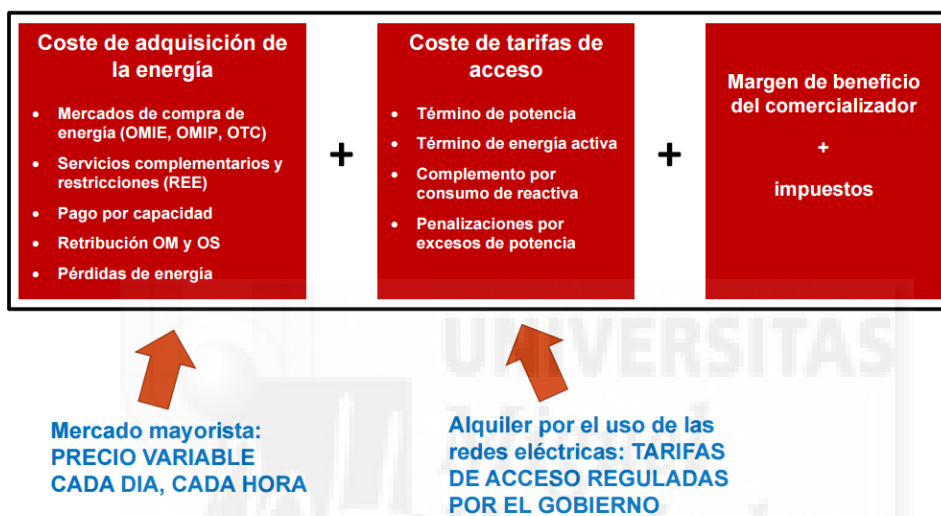 Coste de adquisición de
la energía
• Mercados de compra de
energía (OMIE, OMIP, OTC)
• Servicios complementarios y
restricciones (REE)
• Pago por capacidad
• Retribución OM y OS
• Pérdidas de energía
+
Coste de tarifas de
acceso
• Término de potencia
• Término de energía activa
• Complemento por
consumo de reactiva
• Penalizaciones por
excesos de potencia
+
Margen de beneficio
del comercializador
+
impuestos
Mercado mayorista:
PRECIO VARIABLE
CADA DIA, CADA HORA
Alquiler por el uso de las
redes eléctricas: TARIFAS
DE ACCESO REGULADAS
POR EL GOBIERNO
UNIVERSITAS
Miguel